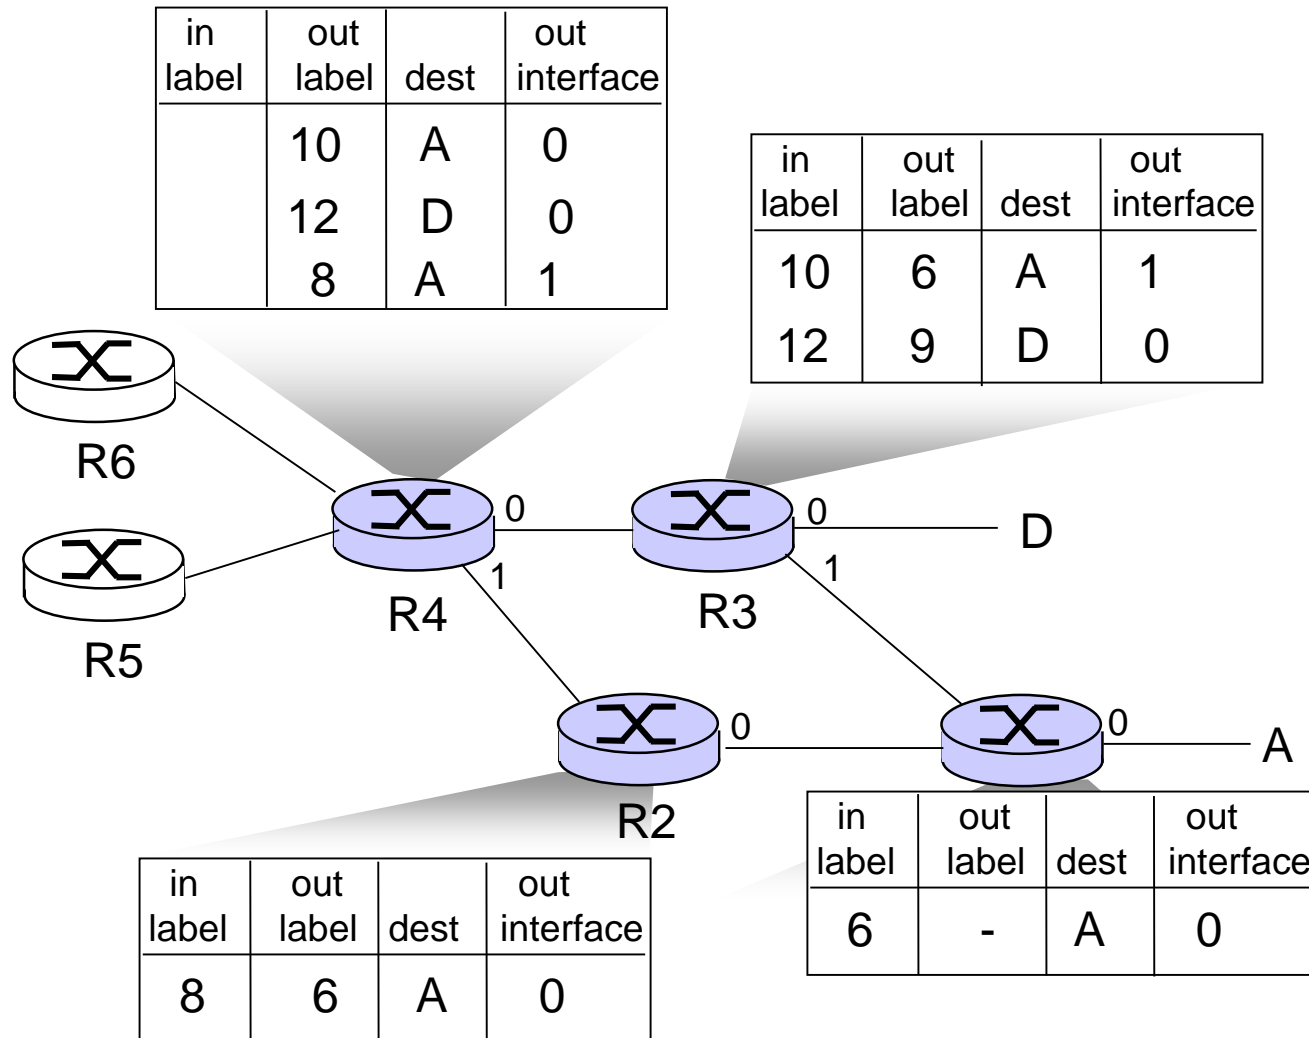 in out out
label label dest interface
10 A 0
12 D 0
8 A 1
in out out
label label dest interface
10 6 A 1
12 9 D 0
R6
R5
R4
0
1
R3
0
1
D
R2
0
0
A
in out out
label label dest interface
8 6 A 0
in out out
label label dest interface
6 - A 0